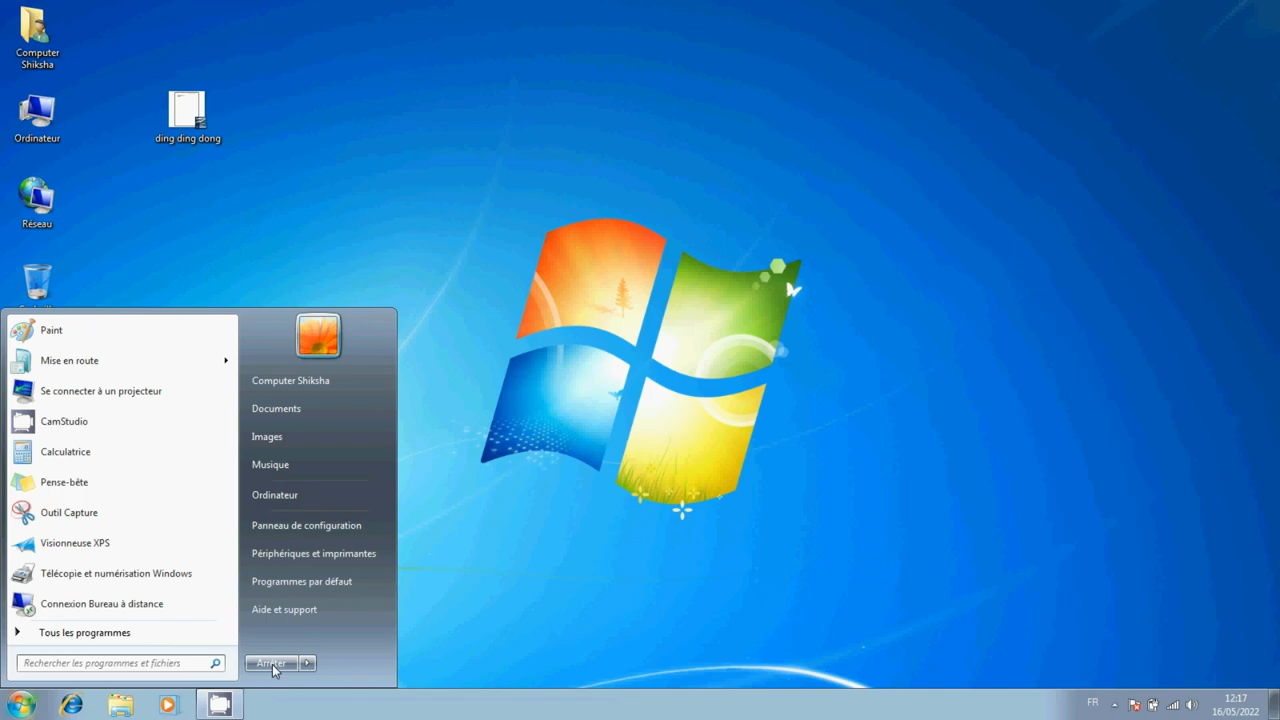 Computer
Shiksha
Ordinateur
ding ding dong
Réseau
Paint
Mise en route
Se connecter à un projecteur
CamStudio
Calculatrice
Pense-bête
Outil Capture
Visionneuse XPS
Télécopie et numérisation Windows
Connexion Bureau à distance
Tous les programmes
Rechercher les programmes et fichiers
Computer Shiksha
Documents
Images
Musique
Ordinateur
Panneau de configuration
Périphériques et imprimantes
Programmes par défaut
Aide et support
Arrêter
FR
12:17
16/05/2022